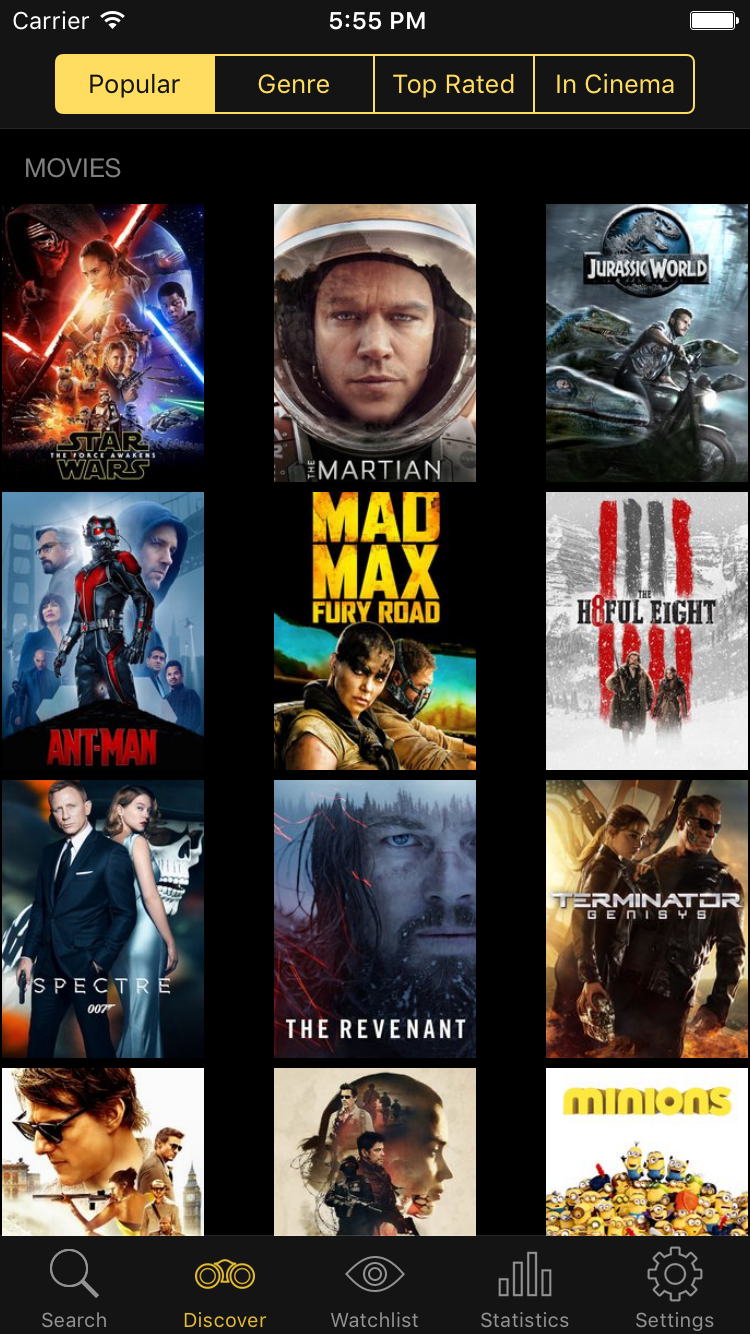 Carrier
5:55 PM
Popular
Genre
Top Rated
In Cinema
MOVIES
STAR
THE FORCE AWAKENS
WARS
THE MARTIAN
JURASSIC WORLD
ANT-MAN
MAD
MAX
FURY ROAD
THE
H8FUL EIGHT
SPECTRE
007
THE REVENANT
TERMINATOR
GENISYS
MINIONS
Search
Discover
Watchlist
Statistics
Settings